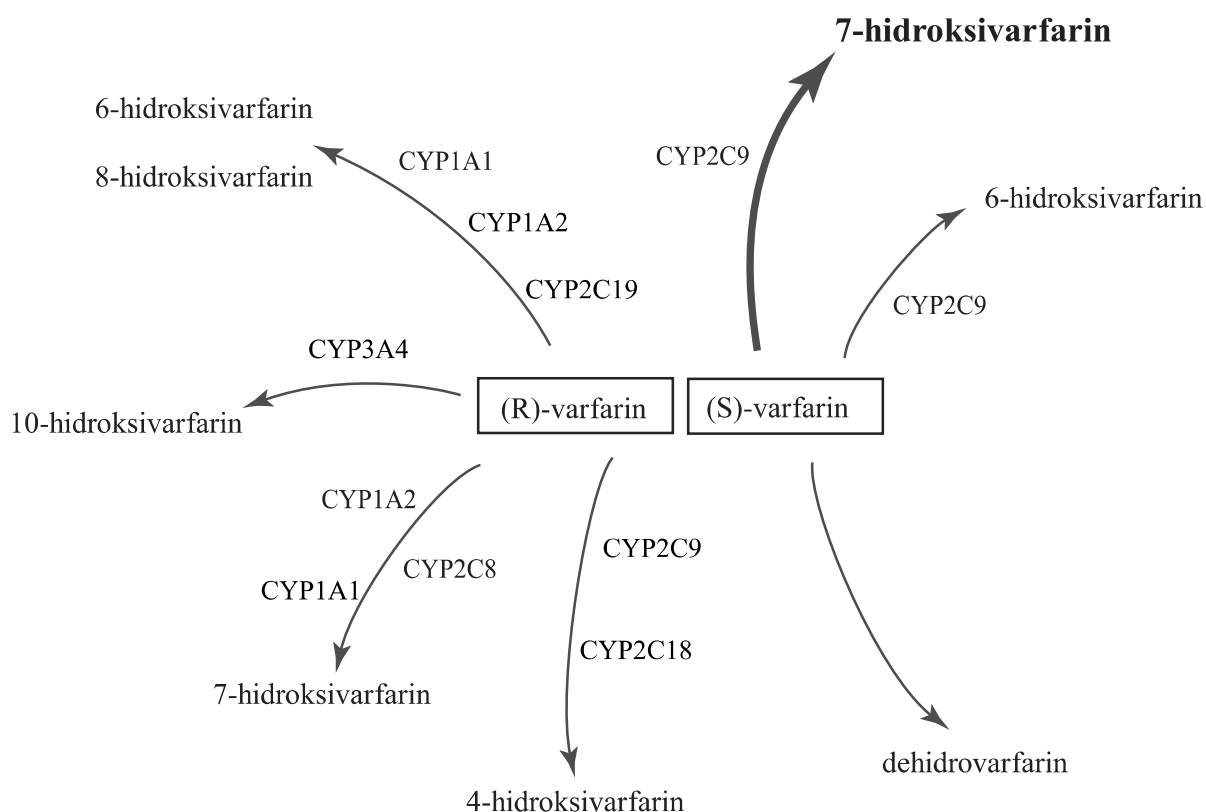 7-hidroksivarfarin
6-hidroksivarfarin
CYP1A1
CYP2C9
8-hidroksivarfarin
6-hidroksivarfarin
CYP1A2
CYP2C19
CYP2C9
CYP3A4
(R)-varfarin
(S)-varfarin
10-hidroksivarfarin
CYP1A2
CYP2C9
CYP2C8
CYP1A1
CYP2C18
7-hidroksivarfarin
dehidrovarfarin
4-hidroksivarfarin